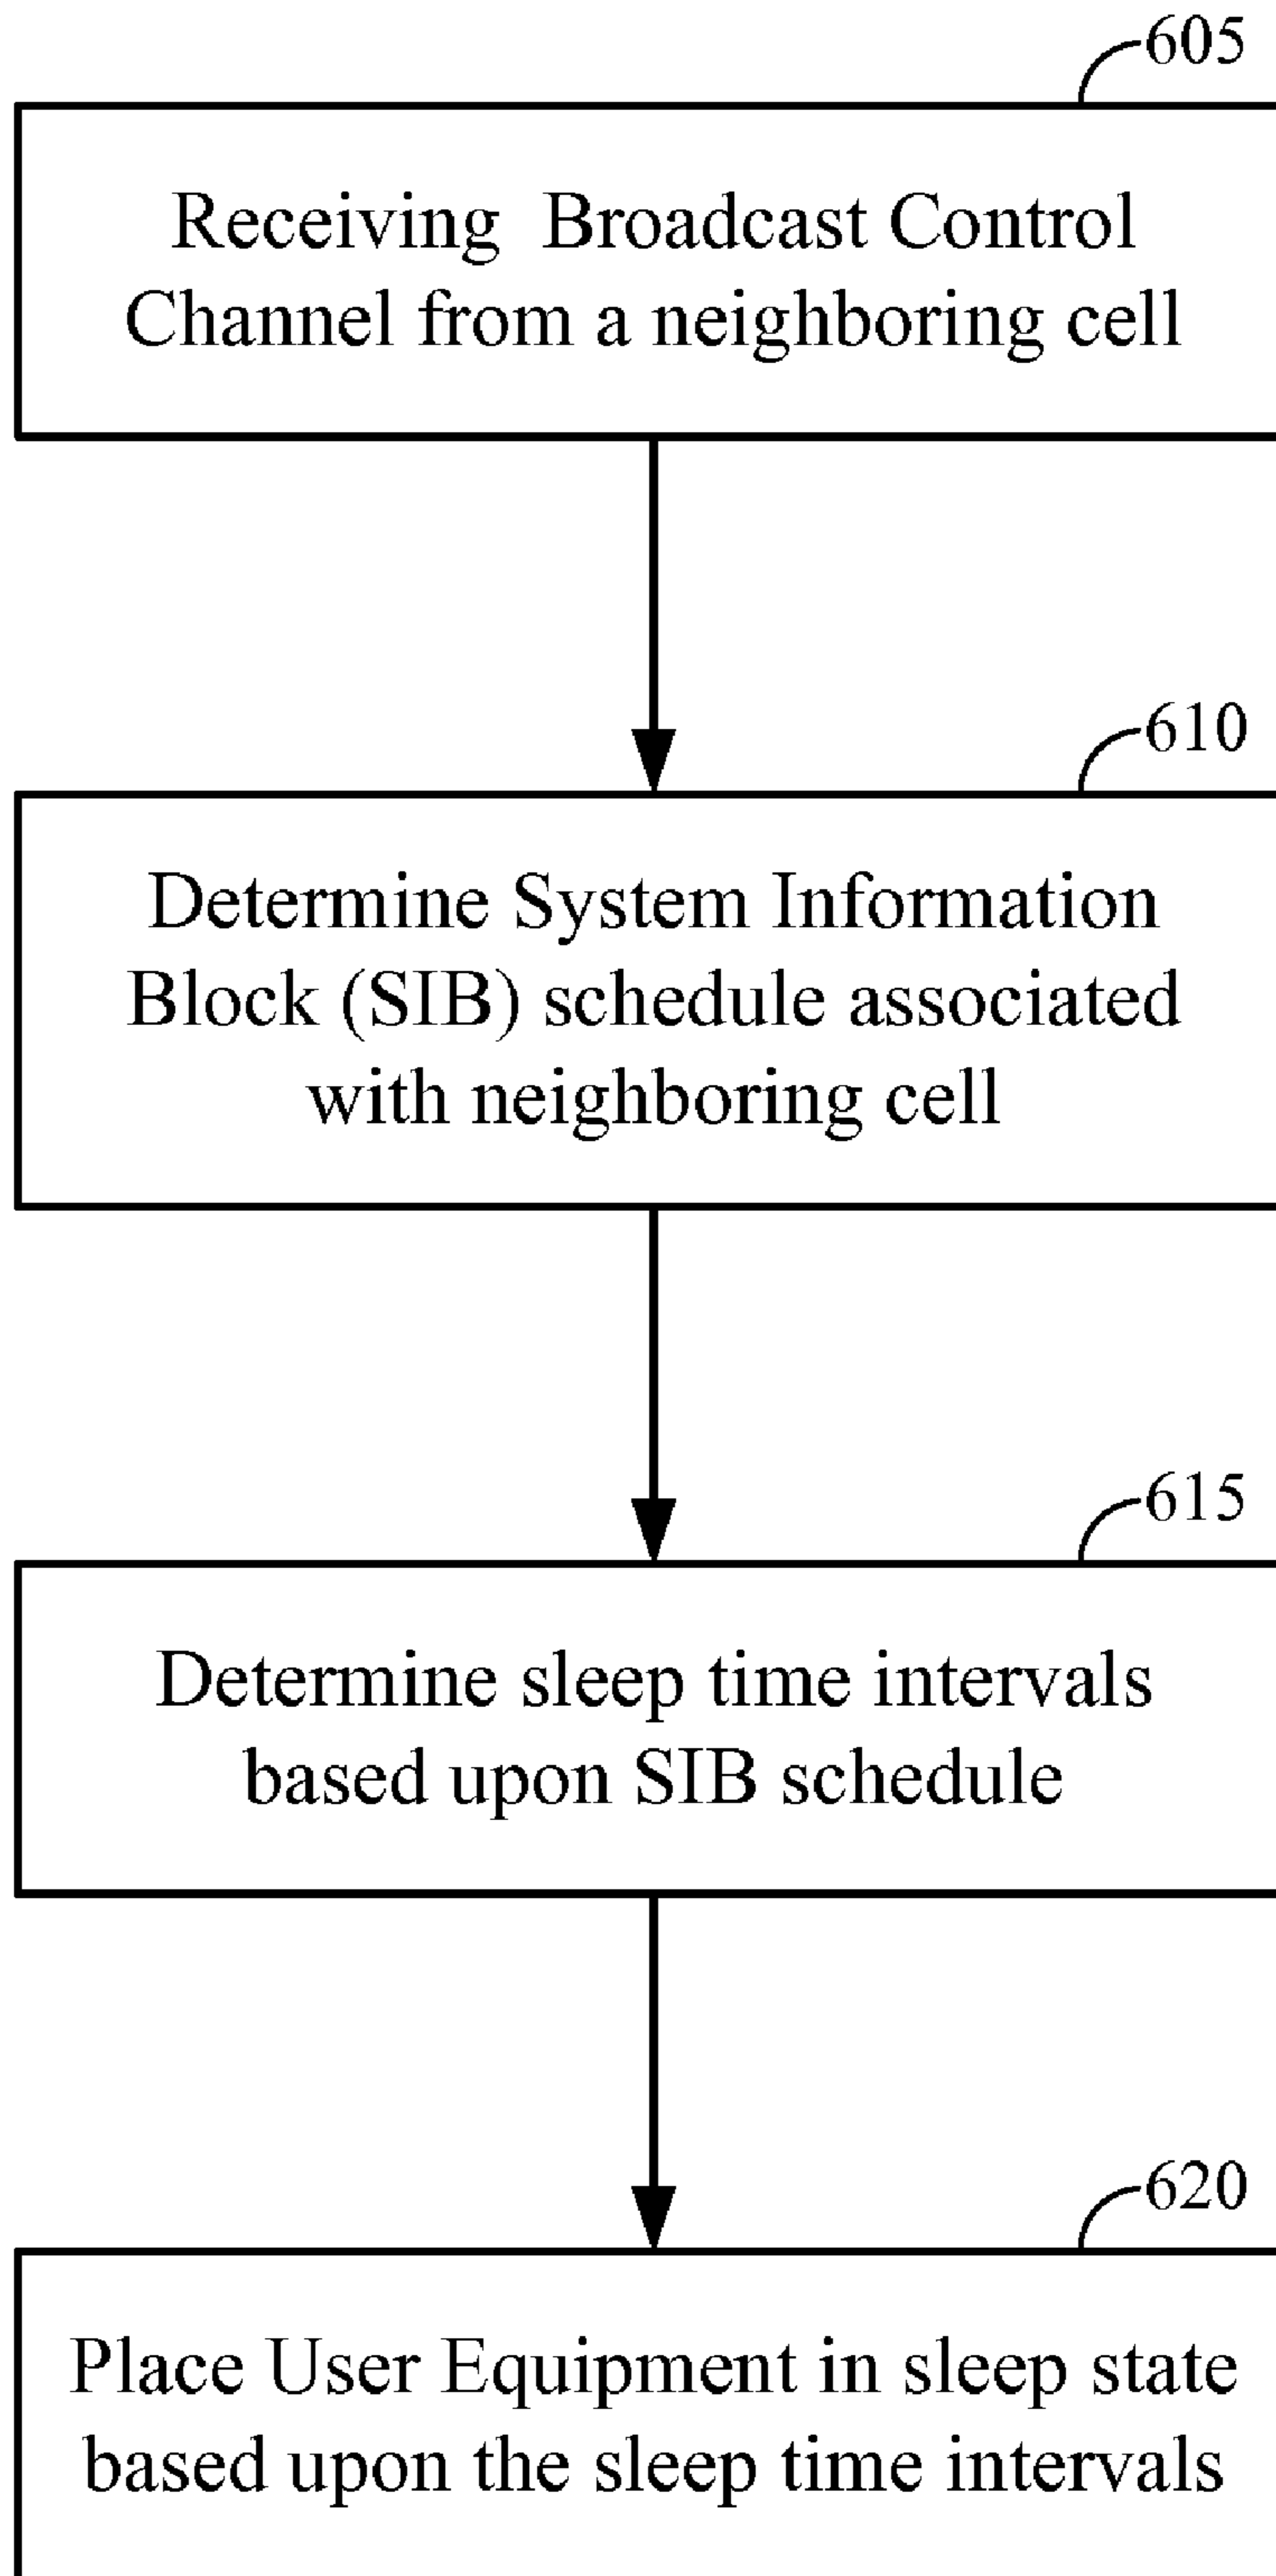 605
Receiving  Broadcast Control
Channel from a neighboring cell
610
Determine System Information
Block (SIB) schedule associated
with neighboring cell
615
Determine sleep time intervals
based upon SIB schedule
620
Place User Equipment in sleep state
based upon the sleep time intervals